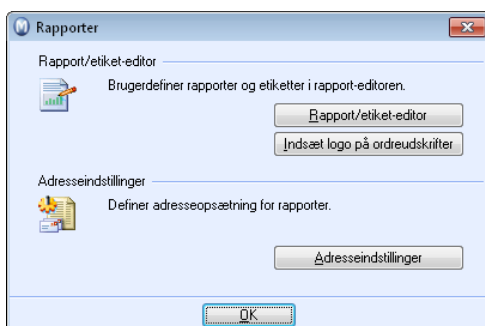 Rapporter
Rapport/etiket-editor
Brugerdefiner rapporter og etiketter i rapport-editoren.
Rapport/etiket-editor
Indsæt logo på ordreudskrifter
Adresseindstillinger
Definer adresseopsætning for rapporter.
Adresseindstillinger
OK